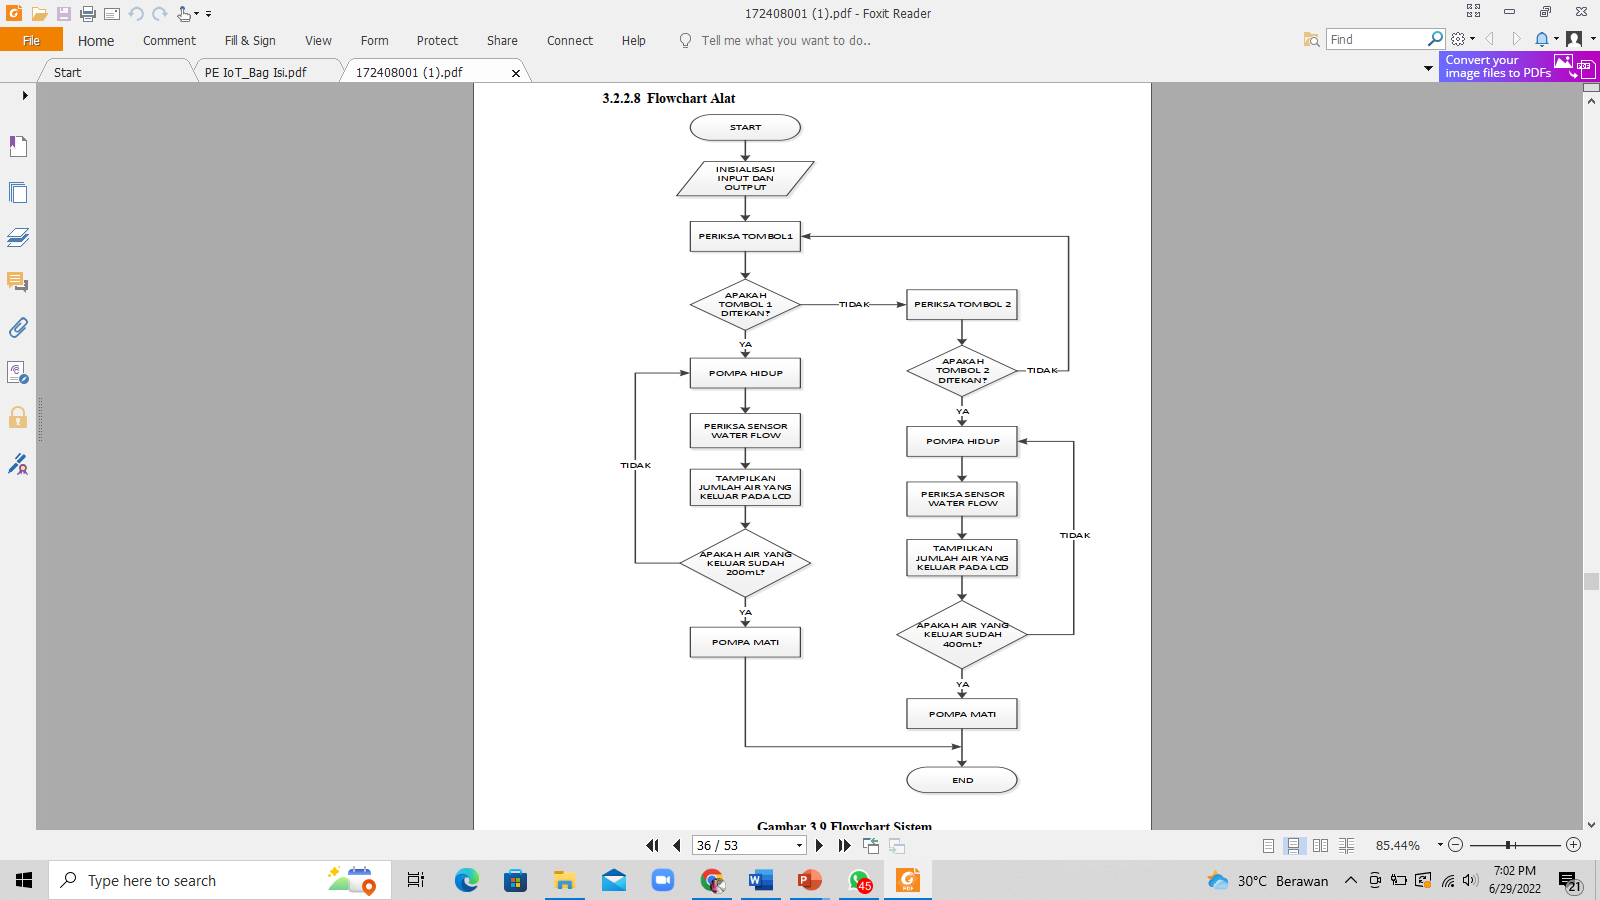 172408001 (1).pdf - Foxit Reader
File
Home
Comment
Fill & Sign
View
Form
Protect
Share
Connect
Help
Tell me what you want to do..
Find
Start
PE IoT_Bag Isi.pdf
172408001 (1).pdf
Convert your
image files to PDFs
3.2.2.8 Flowchart Alat
START
INISIALISASI
INPUT DAN
OUTPUT
PERIKSA TOMBOL1
APAKAH
TOMBOL 1
DITEKAN?
TIDAK
PERIKSA TOMBOL 2
YA
APAKAH
TOMBOL 2
DITEKAN?
TIDAK
POMPA HIDUP
YA
PERIKSA SENSOR
WATER FLOW
POMPA HIDUP
TIDAK
TAMPILKAN
JUMLAH AIR YANG
KELUAR PADA LCD
PERIKSA SENSOR
WATER FLOW
TIDAK
APAKAH AIR YANG
KELUAR SUDAH
200mL?
TAMPILKAN
JUMLAH AIR YANG
KELUAR PADA LCD
YA
POMPA MATI
APAKAH AIR YANG
KELUAR SUDAH
400mL?
YA
POMPA MATI
END
Gambar 3.9 Flowchart Sistem
36 / 53
85.44%
Type here to search
45
30°C Berawan
7:02 PM
6/29/2022
21